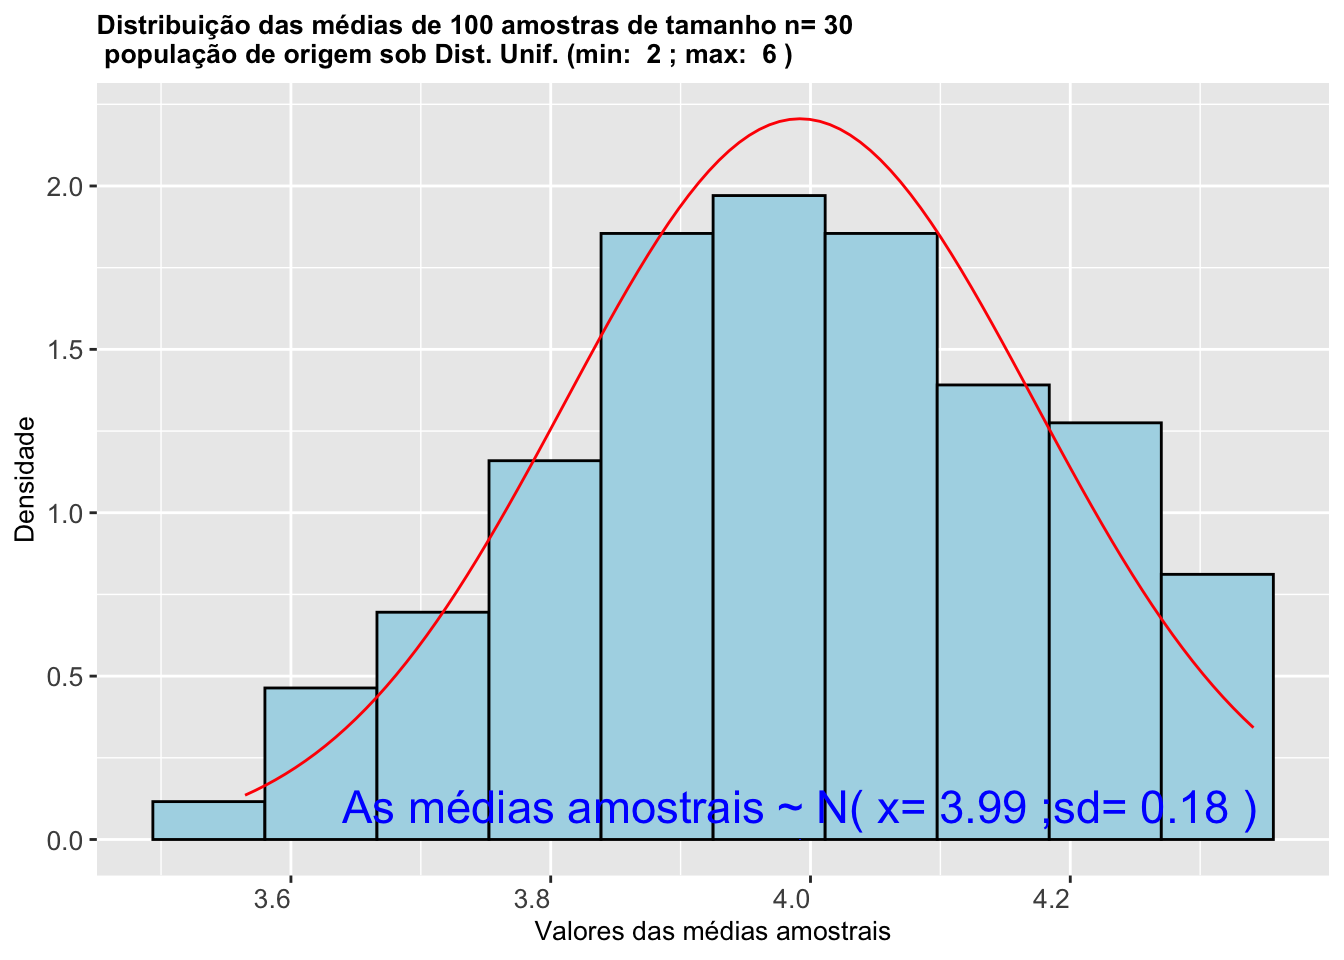 Distribuição das médias de 100 amostras de tamanho n= 30
população de origem sob Dist. Unif. (min:  2 ; max:  6 )
Densidade
2.0
1.5
1.0
0.5
0.0
As médias amostrais ~ N( x= 3.99 ;sd= 0.18 )
3.6 3.8 4.0 4.2
Valores das médias amostrais